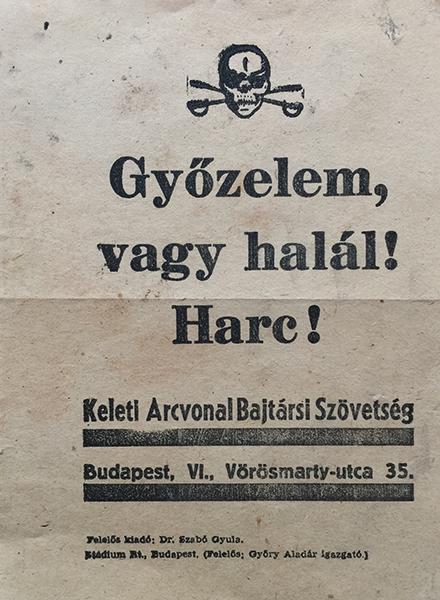 Győzelem,
vagy halál!
Harc!
Keleti Arcvonal Bajtársi Szövetség
Budapest, VI., Vörösmarty-utca 35.
Felelős kiadó: Dr. Szabó Gyula.
Stádium Rt., Budapest. (Felelős: Győry Aladár igazgató.)